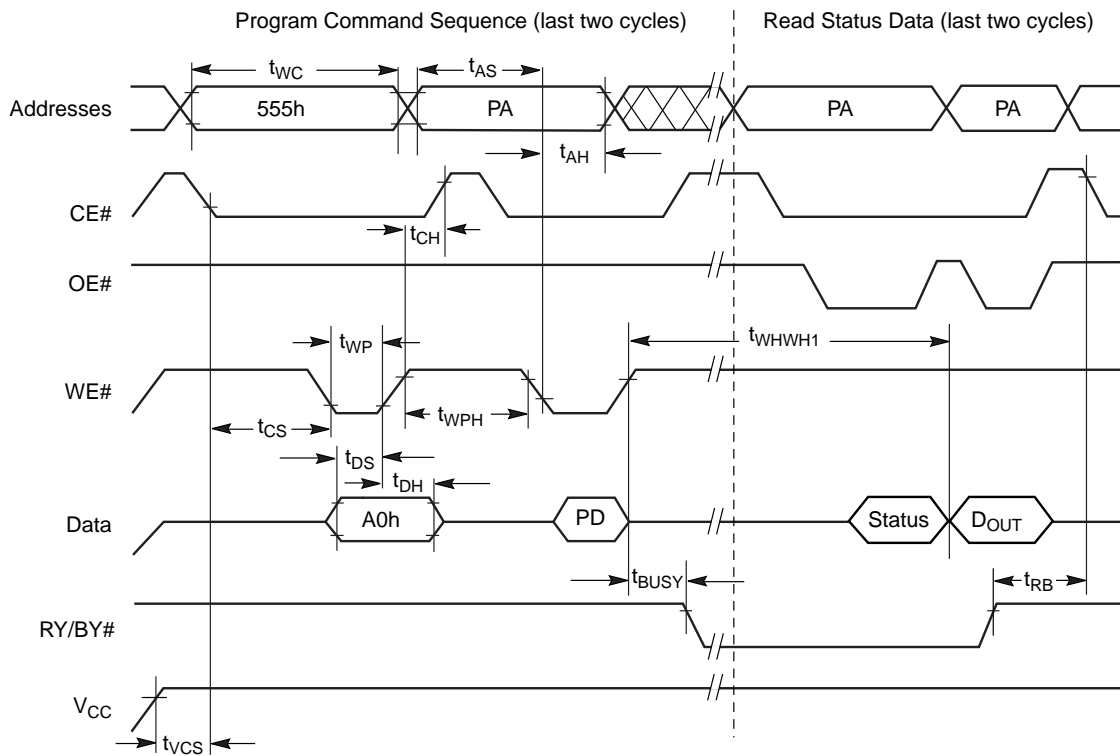 Program Command Sequence (last two cycles)
Read Status Data (last two cycles)
tWC
tAS
Addresses
555h
PA
PA
PA
tAH
CE#
tCH
OE#
tWHWH1
tWP
WE#
tWPH
tCS
tDS
tDH
Data
A0h
PD
Status
DOUT
tBUSY
tRB
RY/BY#
VCC
tVCS